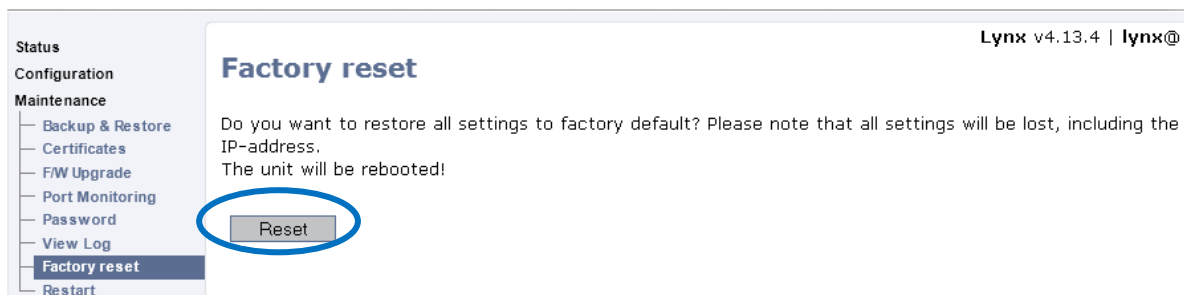 Lynx v4.13.4 | lynx@
Status
Configuration
Maintenance
Backup & Restore
Certificates
F/W Upgrade
Port Monitoring
Password
View Log
Factory reset
Restart
Factory reset
Do you want to restore all settings to factory default? Please note that all settings will be lost, including the
IP-address.
The unit will be rebooted!
Reset